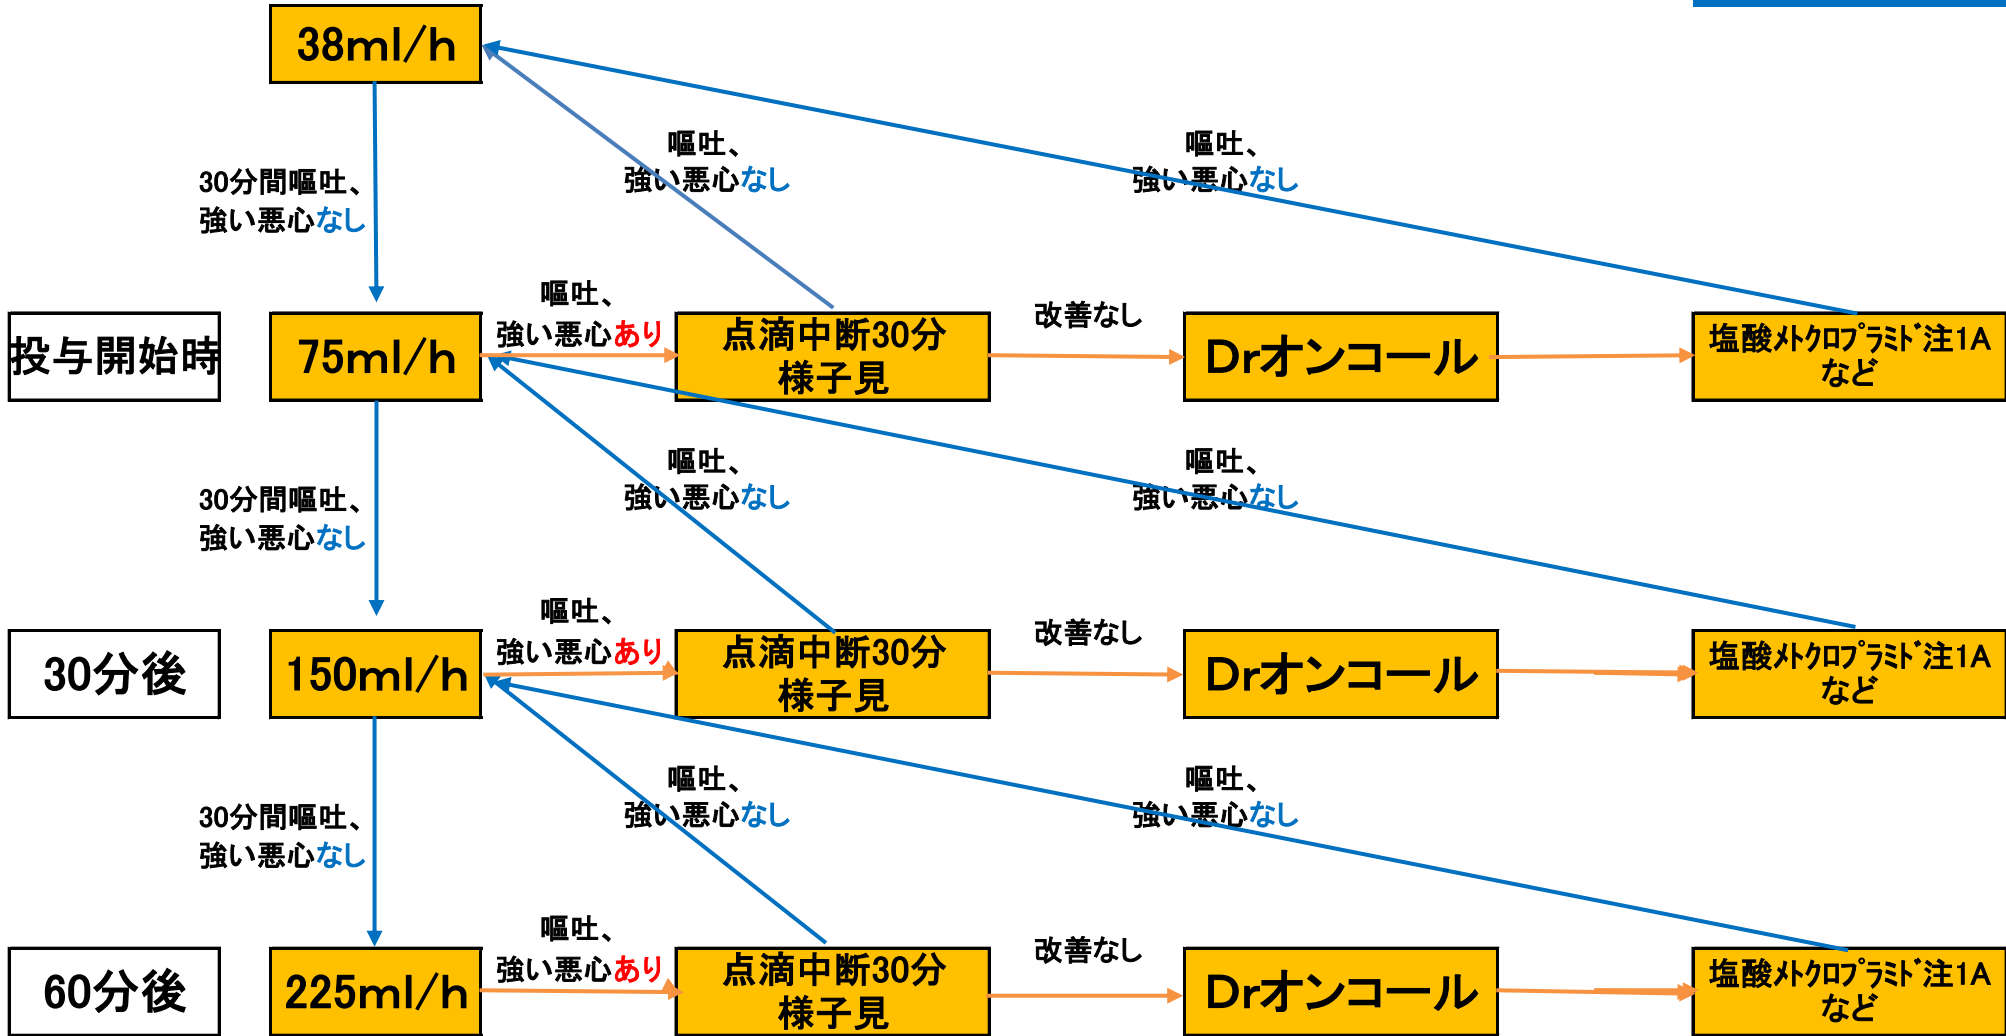 38ml/h
嘔吐、
強い悪心なし
嘔吐、
強い悪心なし
30分間嘔吐、
強い悪心なし
投与開始時
75ml/h
嘔吐、
強い悪心あり
点滴中断30分
様子見
改善なし
Drオンコール
塩酸ﾒﾄｸﾛﾌﾟﾗﾐﾄﾞ注1A
など
30分間嘔吐、
強い悪心なし
嘔吐、
強い悪心なし
嘔吐、
強い悪心なし
30分後
150ml/h
嘔吐、
強い悪心あり
点滴中断30分
様子見
改善なし
Drオンコール
塩酸ﾒﾄｸﾛﾌﾟﾗﾐﾄﾞ注1A
など
30分間嘔吐、
強い悪心なし
嘔吐、
強い悪心なし
嘔吐、
強い悪心なし
60分後
225ml/h
嘔吐、
強い悪心あり
点滴中断30分
様子見
改善なし
Drオンコール
塩酸ﾒﾄｸﾛﾌﾟﾗﾐﾄﾞ注1A
など